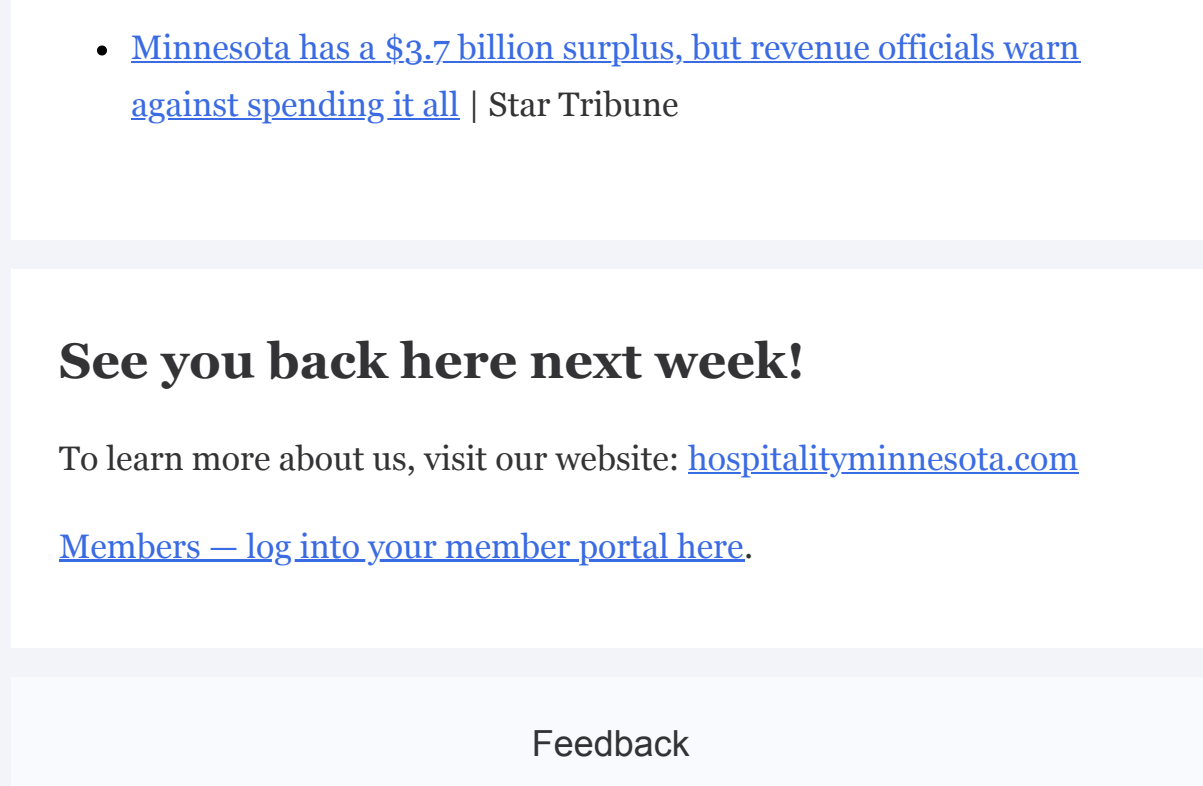 • Minnesota has a $3.7 billion surplus, but revenue officials warn
against spending it all | Star Tribune
See you back here next week!
To learn more about us, visit our website: hospitalityminnesota.com
Members — log into your member portal here.
Feedback